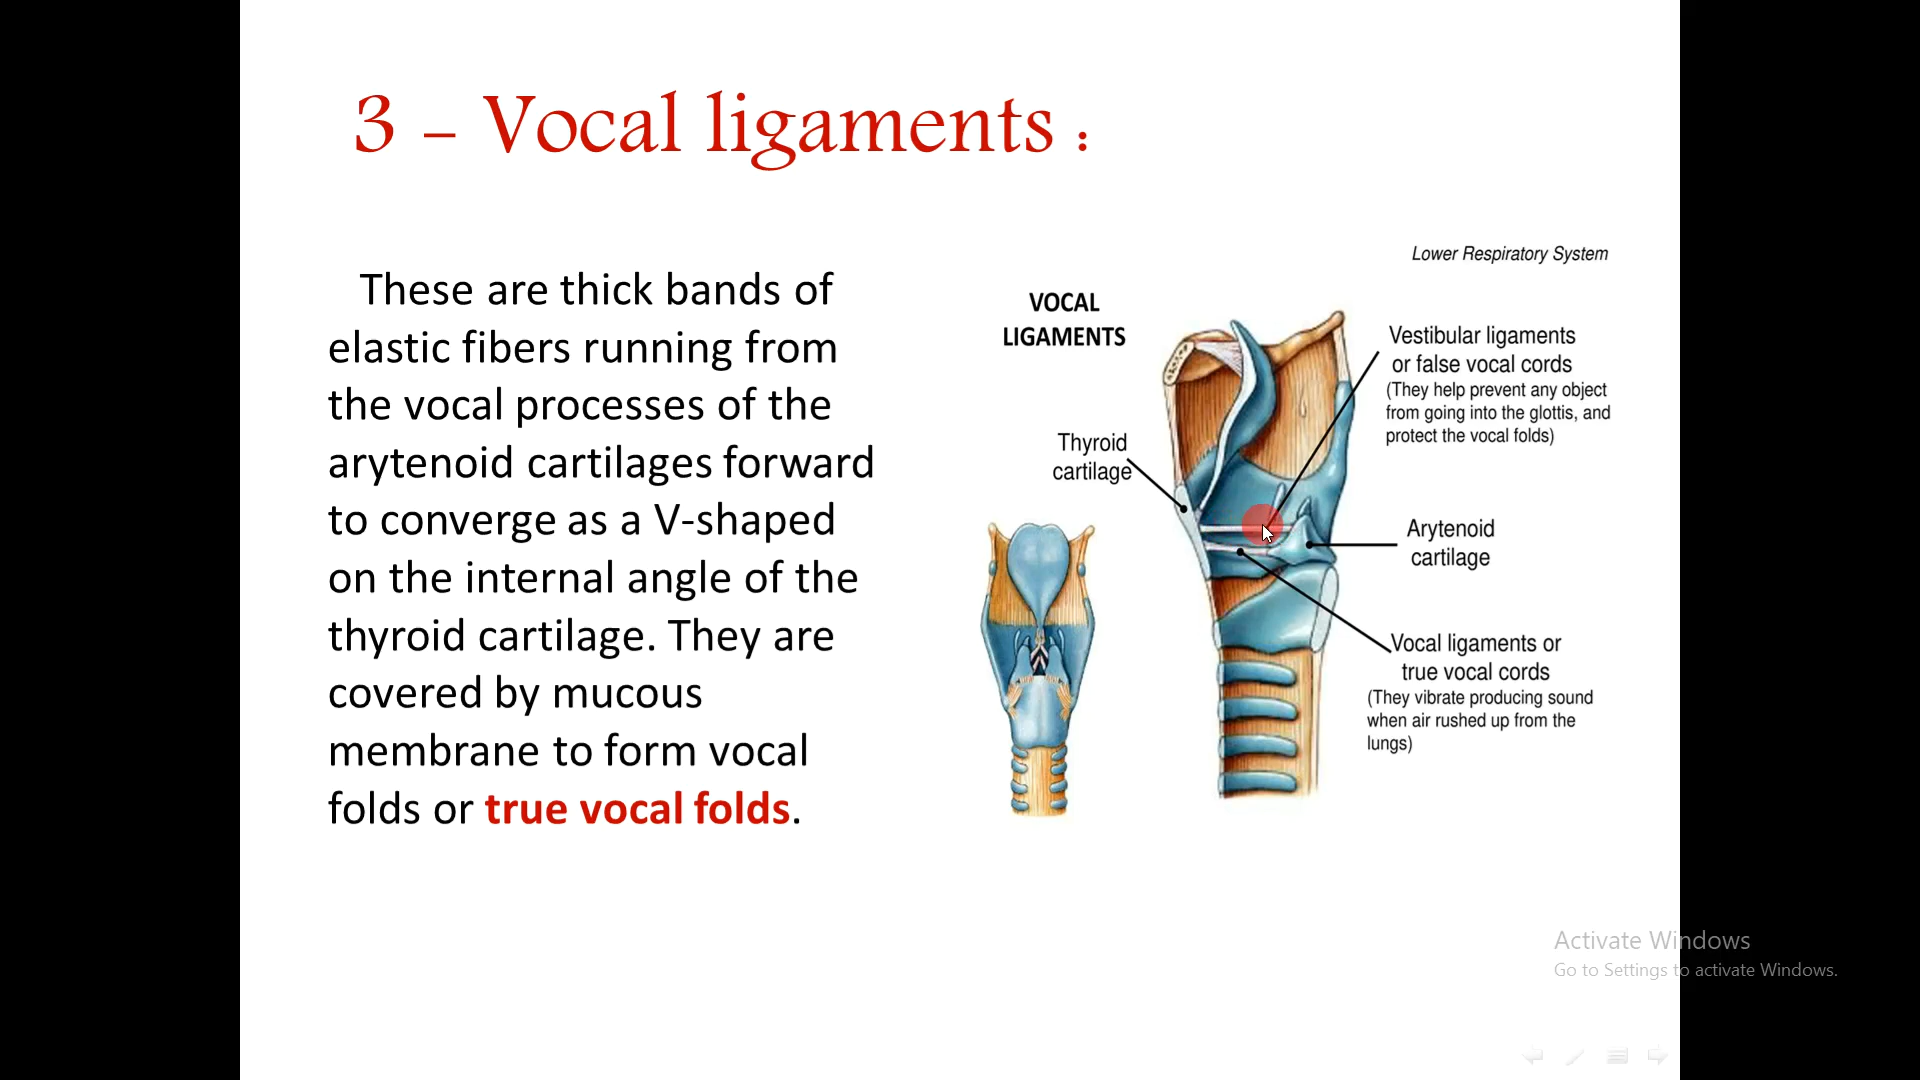 3 – Vocal ligaments :
These are thick bands of
elastic fibers running from
the vocal processes of the
arytenoid cartilages forward
to converge as a V-shaped
on the internal angle of the
thyroid cartilage. They are
covered by mucous
membrane to form vocal
folds or true vocal folds.
Lower Respiratory System
VOCAL
LIGAMENTS
Vestibular ligaments
or false vocal cords
(They help prevent any object
from going into the glottis, and
protect the vocal folds)
Thyroid
cartilage
Arytenoid
cartilage
Vocal ligaments or
true vocal cords
(They vibrate producing sound
when air rushed up from the
lungs)
Activate Windows
Go to Settings to activate Windows.